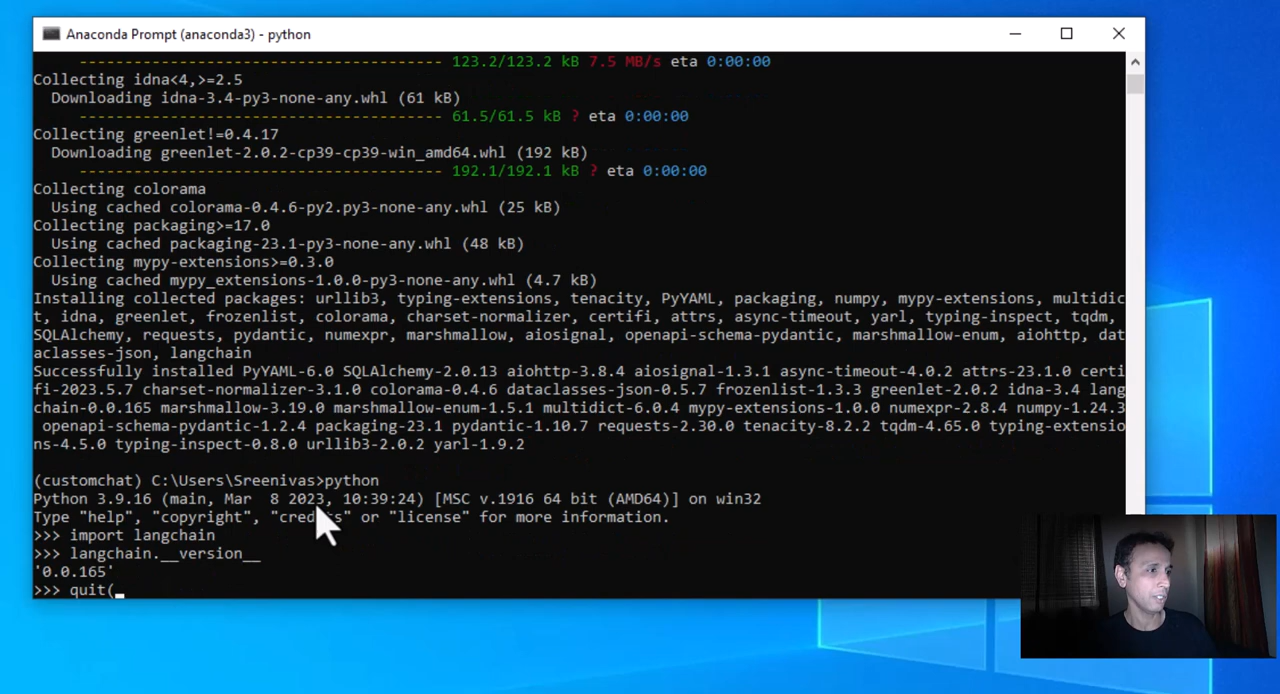 Anaconda Prompt (anaconda3) - python
---------------------------------------- 123.2/123.2 kB 7.5 MB/s eta 0:00:00
Collecting idna<4,>=2.5
Downloading idna-3.4-py3-none-any.whl (61 kB)
---------------------------------------- 61.5/61.5 kB ? eta 0:00:00
Collecting greenlet!=0.4.17
Downloading greenlet-2.0.2-cp39-cp39-win_amd64.whl (192 kB)
---------------------------------------- 192.1/192.1 kB ? eta 0:00:00
Collecting colorama
Using cached colorama-0.4.6-py2.py3-none-any.whl (25 kB)
Collecting packaging>=17.0
Using cached packaging-23.1-py3-none-any.whl (48 kB)
Collecting mypy-extensions>=0.3.0
Using cached mypy_extensions-1.0.0-py3-none-any.whl (4.7 kB)
Installing collected packages: urllib3, typing-extensions, tenacity, PyYAML, packaging, numpy, mypy-extensions, multidic
t, idna, greenlet, frozenlist, colorama, charset-normalizer, certifi, attrs, async-timeout, yarl, typing-inspect, tqdm,
SQLAlchemy, requests, pydantic, numexpr, marshmallow, aiosignal, openapi-schema-pydantic, marshmallow-enum, aiohttp, dat
aclasses-json, langchain
Successfully installed PyYAML-6.0 SQLAlchemy-2.0.13 aiohttp-3.8.4 aiosignal-1.3.1 async-timeout-4.0.2 attrs-23.1.0 certi
fi-2023.5.7 charset-normalizer-3.1.0 colorama-0.4.6 dataclasses-json-0.5.7 frozenlist-1.3.3 greenlet-2.0.2 idna-3.4 lang
chain-0.0.165 marshmallow-3.19.0 marshmallow-enum-1.5.1 multidict-6.0.4 mypy-extensions-1.0.0 numexpr-2.8.4 numpy-1.24.3
openapi-schema-pydantic-1.2.4 packaging-23.1 pydantic-1.10.7 requests-2.30.0 tenacity-8.2.2 tqdm-4.65.0 typing-extensio
ns-4.5.0 typing-inspect-0.8.0 urllib3-2.0.2 yarl-1.9.2
(customchat) C:\Users\Sreenivas>python
Python 3.9.16 (main, Mar  8 2023, 10:39:24) [MSC v.1916 64 bit (AMD64)] on win32
Type "help", "copyright", "credits" or "license" for more information.
>>> import langchain
>>> langchain.__version__
'0.0.165'
>>> quit(